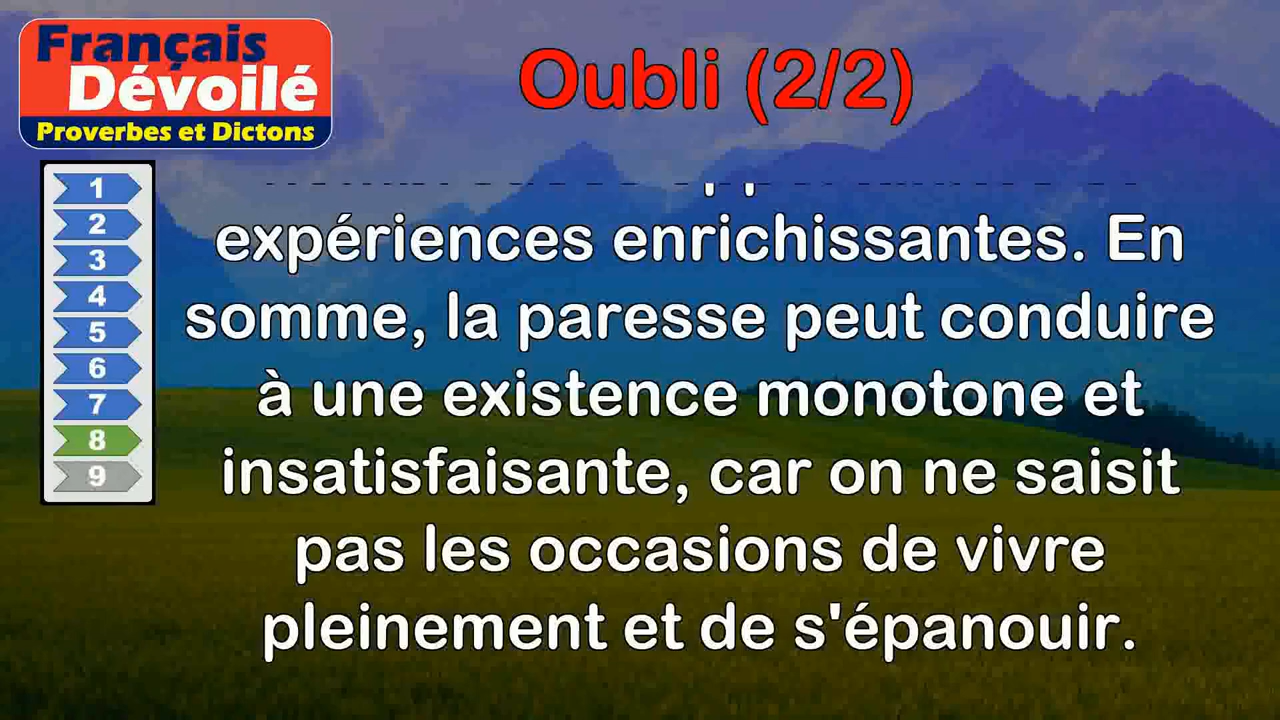 Français
Dévoilé
Proverbes et Dictons
Oubli (2/2)
1
2
3
4
5
6
7
8
9
expériences enrichissantes. En
somme, la paresse peut conduire
à une existence monotone et
insatisfaisante, car on ne saisit
pas les occasions de vivre
pleinement et de s'épanouir.